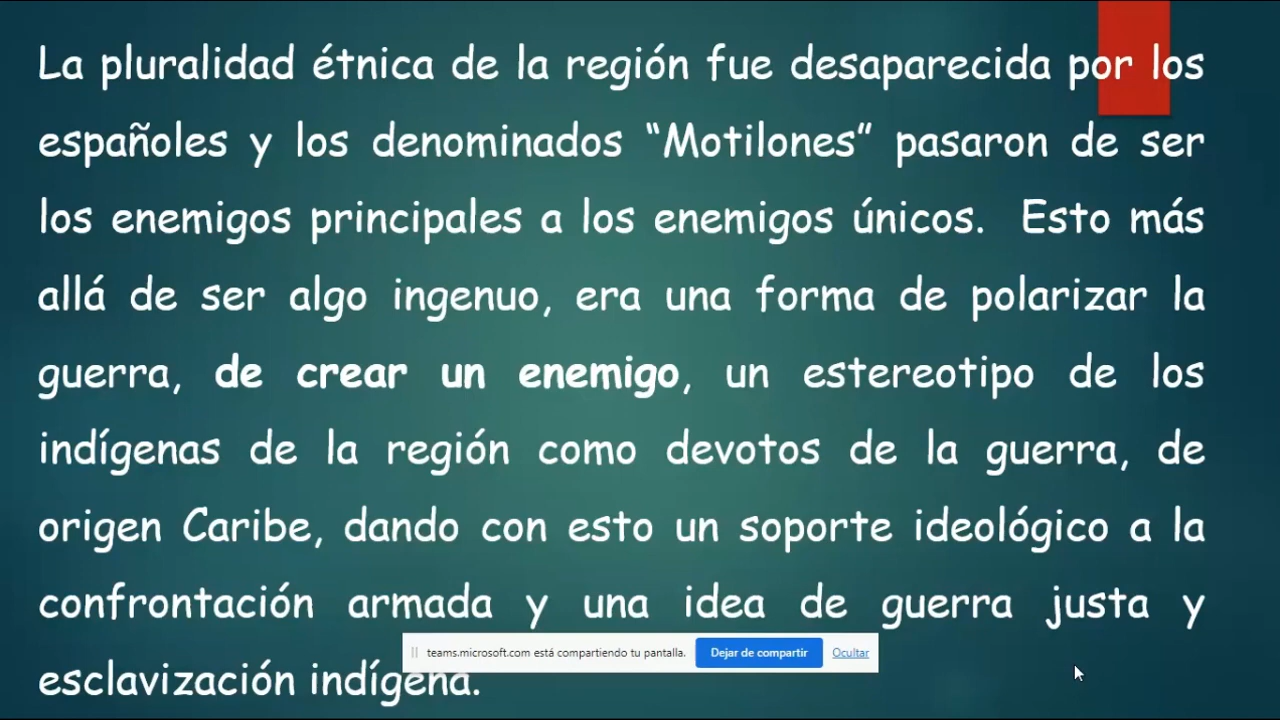 La pluralidad étnica de la región fue desaparecida por los
españoles y los denominados “Motilones” pasaron de ser
los enemigos principales a los enemigos únicos. Esto más
allá de ser algo ingenuo, era una forma de polarizar la
guerra, de crear un enemigo, un estereotipo de los
indígenas de la región como devotos de la guerra, de
origen Caribe, dando con esto un soporte ideológico a la
confrontación armada y una idea de guerra justa y
teams.microsoft.com está compartiendo tu pantalla. Dejar de compartir Ocultar
esclavización indígena.